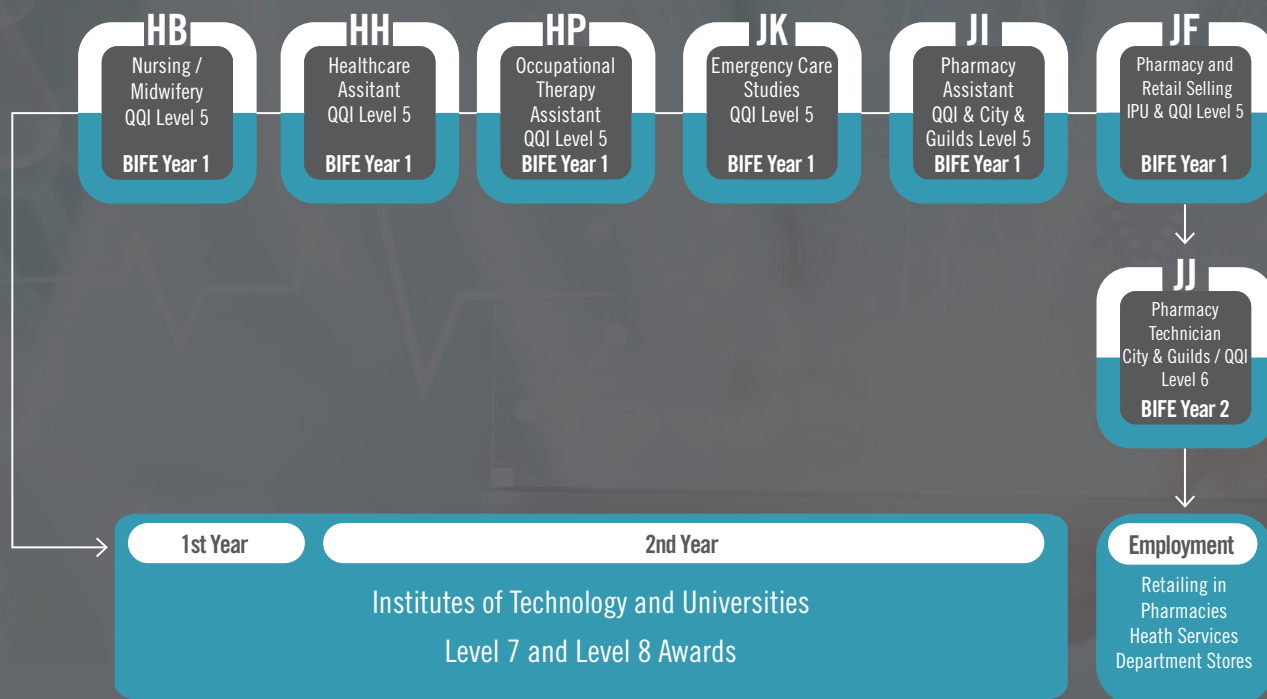 HB
Nursing /
Midwifery
QQI Level 5
BIFE Year 1
HH
Healthcare
Assitant
QQI Level 5
BIFE Year 1
HP
Occupational
Therapy
Assistant
QQI Level 5
BIFE Year 1
JK
Emergency Care
Studies
QQI Level 5
BIFE Year 1
JI
Pharmacy
Assistant
QQI & City &
Guilds Level 5
BIFE Year 1
JF
Pharmacy and
Retail Selling
IPU & QQI Level 5
BIFE Year 1
JJ
Pharmacy
Technician
City & Guilds / QQI
Level 6
BIFE Year 2
1st Year
2nd Year
Institutes of Technology and Universities
Level 7 and Level 8 Awards
Employment
Retailing in
Pharmacies
Heath Services
Department Stores